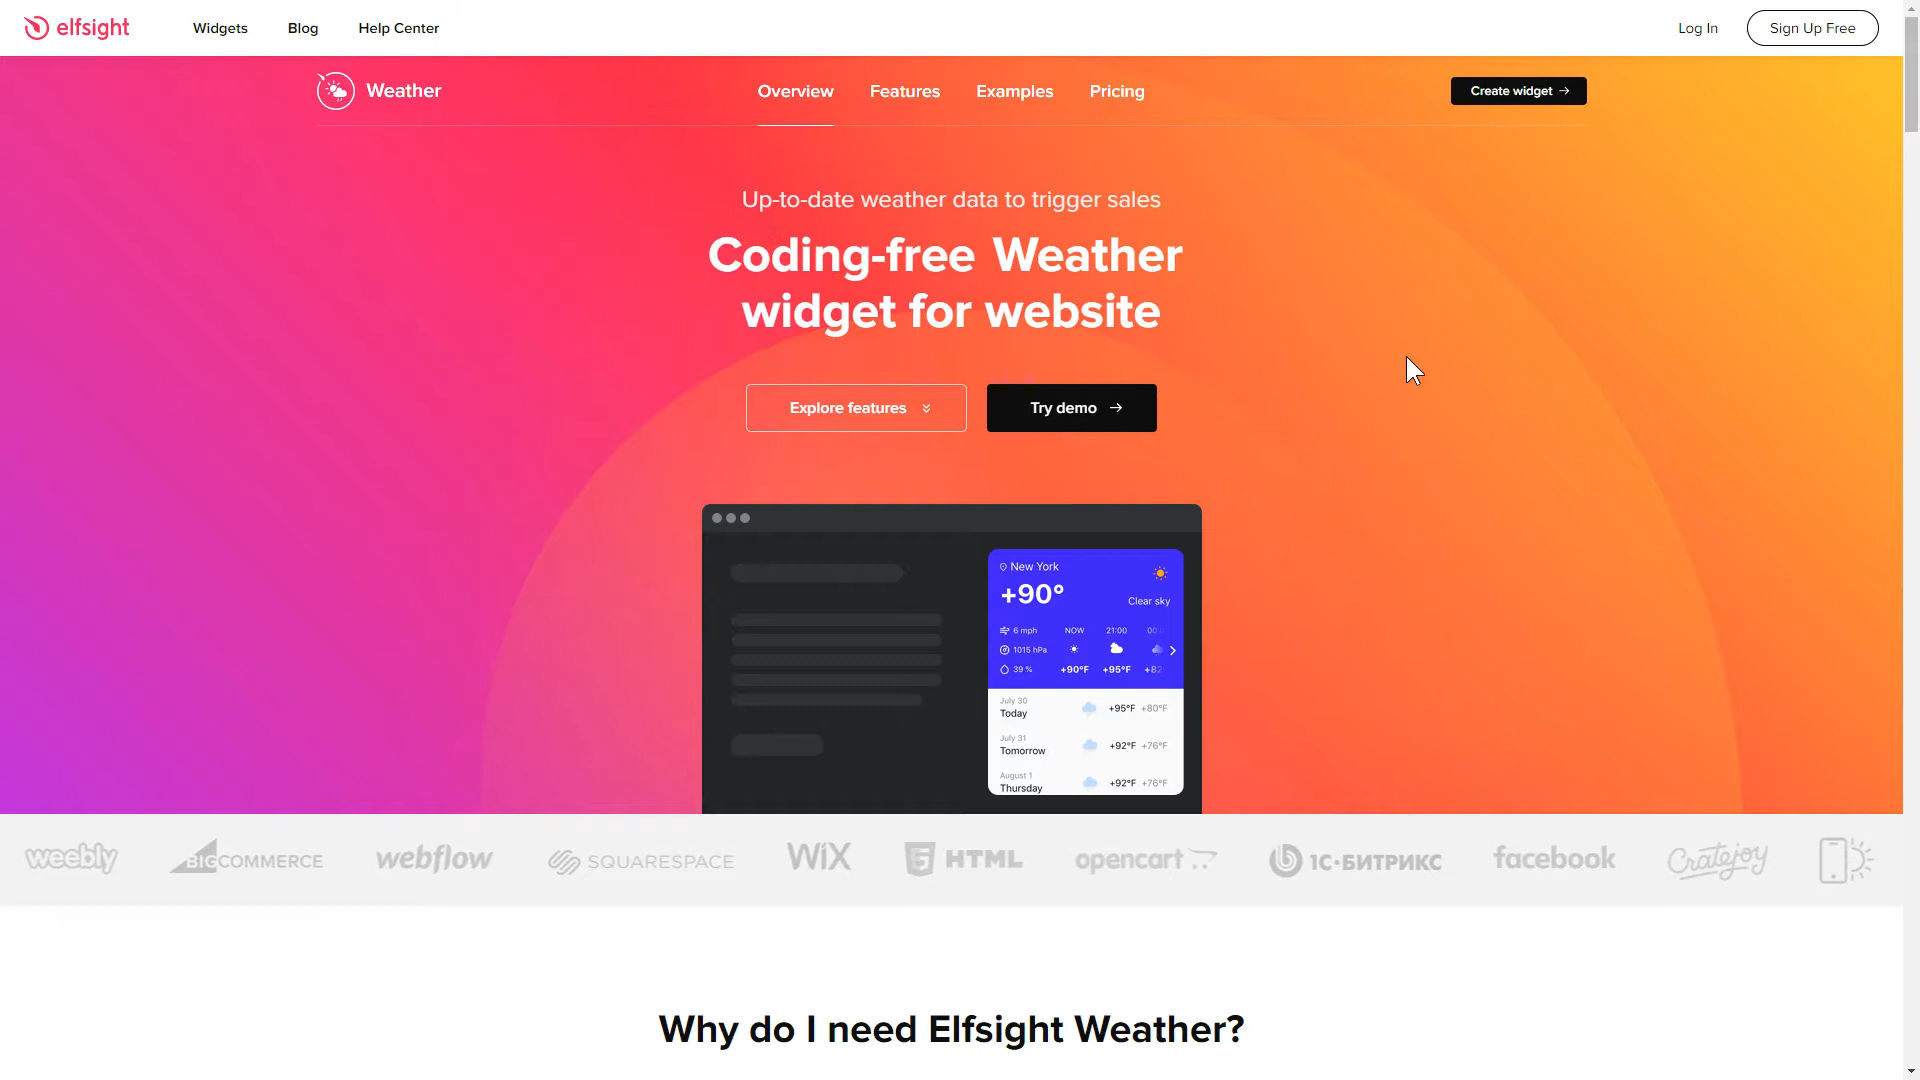 elfsight
Widgets
Blog
Help Center
Log In
Sign Up Free
Weather
Overview
Features
Examples
Pricing
Create widget
Up-to-date weather data to trigger sales
Coding-free Weather
widget for website
Explore features
Try demo
New York
+90°
Clear sky
6 mph
NOW
21:00
00:
1015 hPa
39 %
+90°F
+95°F
+82
July 30
Today
+95°F +80°F
July 31
Tomorrow
+92°F +76°F
August 1
Thursday
+92°F +76°F
weebly
BIGCOMMERCE
webflow
SQUARESPACE
WiX
HTML
opencart
1С-БИТРИКС
facebook
Cratejoy
Why do I need Elfsight Weather?